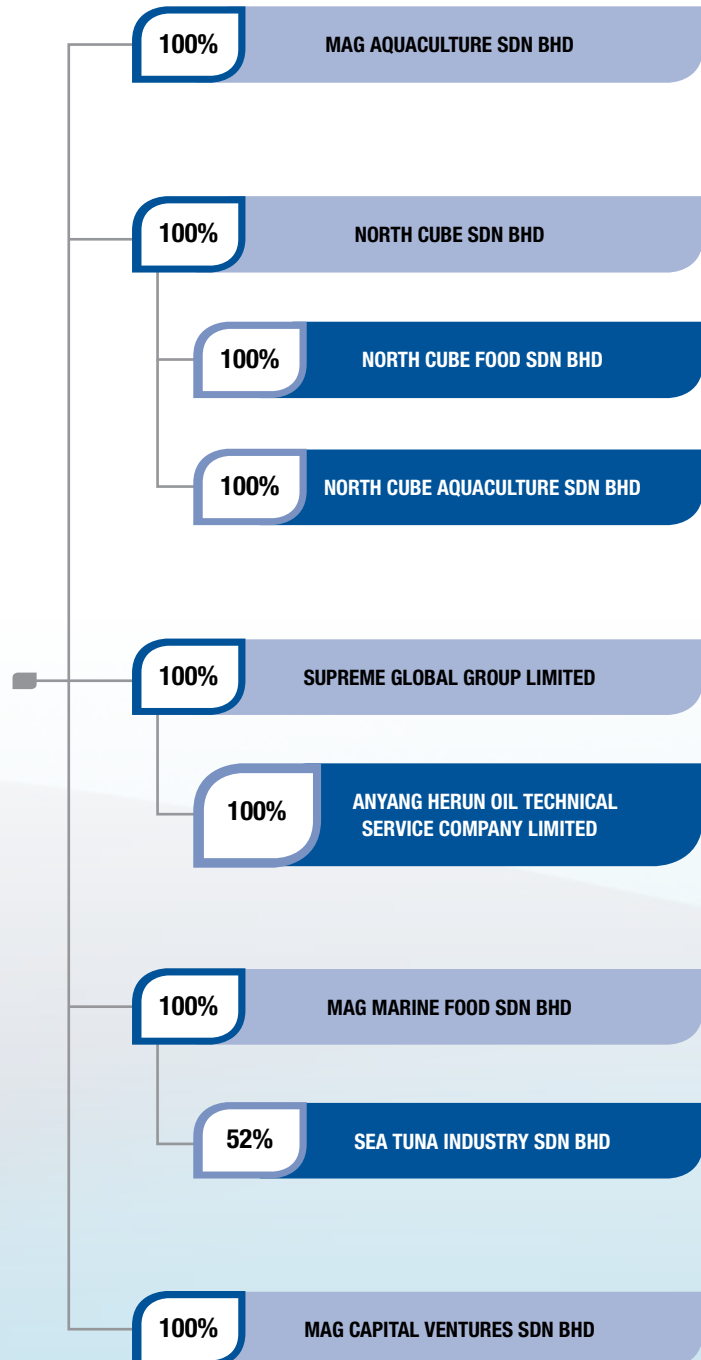 100% MAG AQUACULTURE SDN BHD
100% NORTH CUBE SDN BHD
100% NORTH CUBE FOOD SDN BHD
100% NORTH CUBE AQUACULTURE SDN BHD
100% SUPREME GLOBAL GROUP LIMITED
100% ANYANG HERUN OIL TECHNICAL
SERVICE COMPANY LIMITED
100% MAG MARINE FOOD SDN BHD
52% SEA TUNA INDUSTRY SDN BHD
100% MAG CAPITAL VENTURES SDN BHD